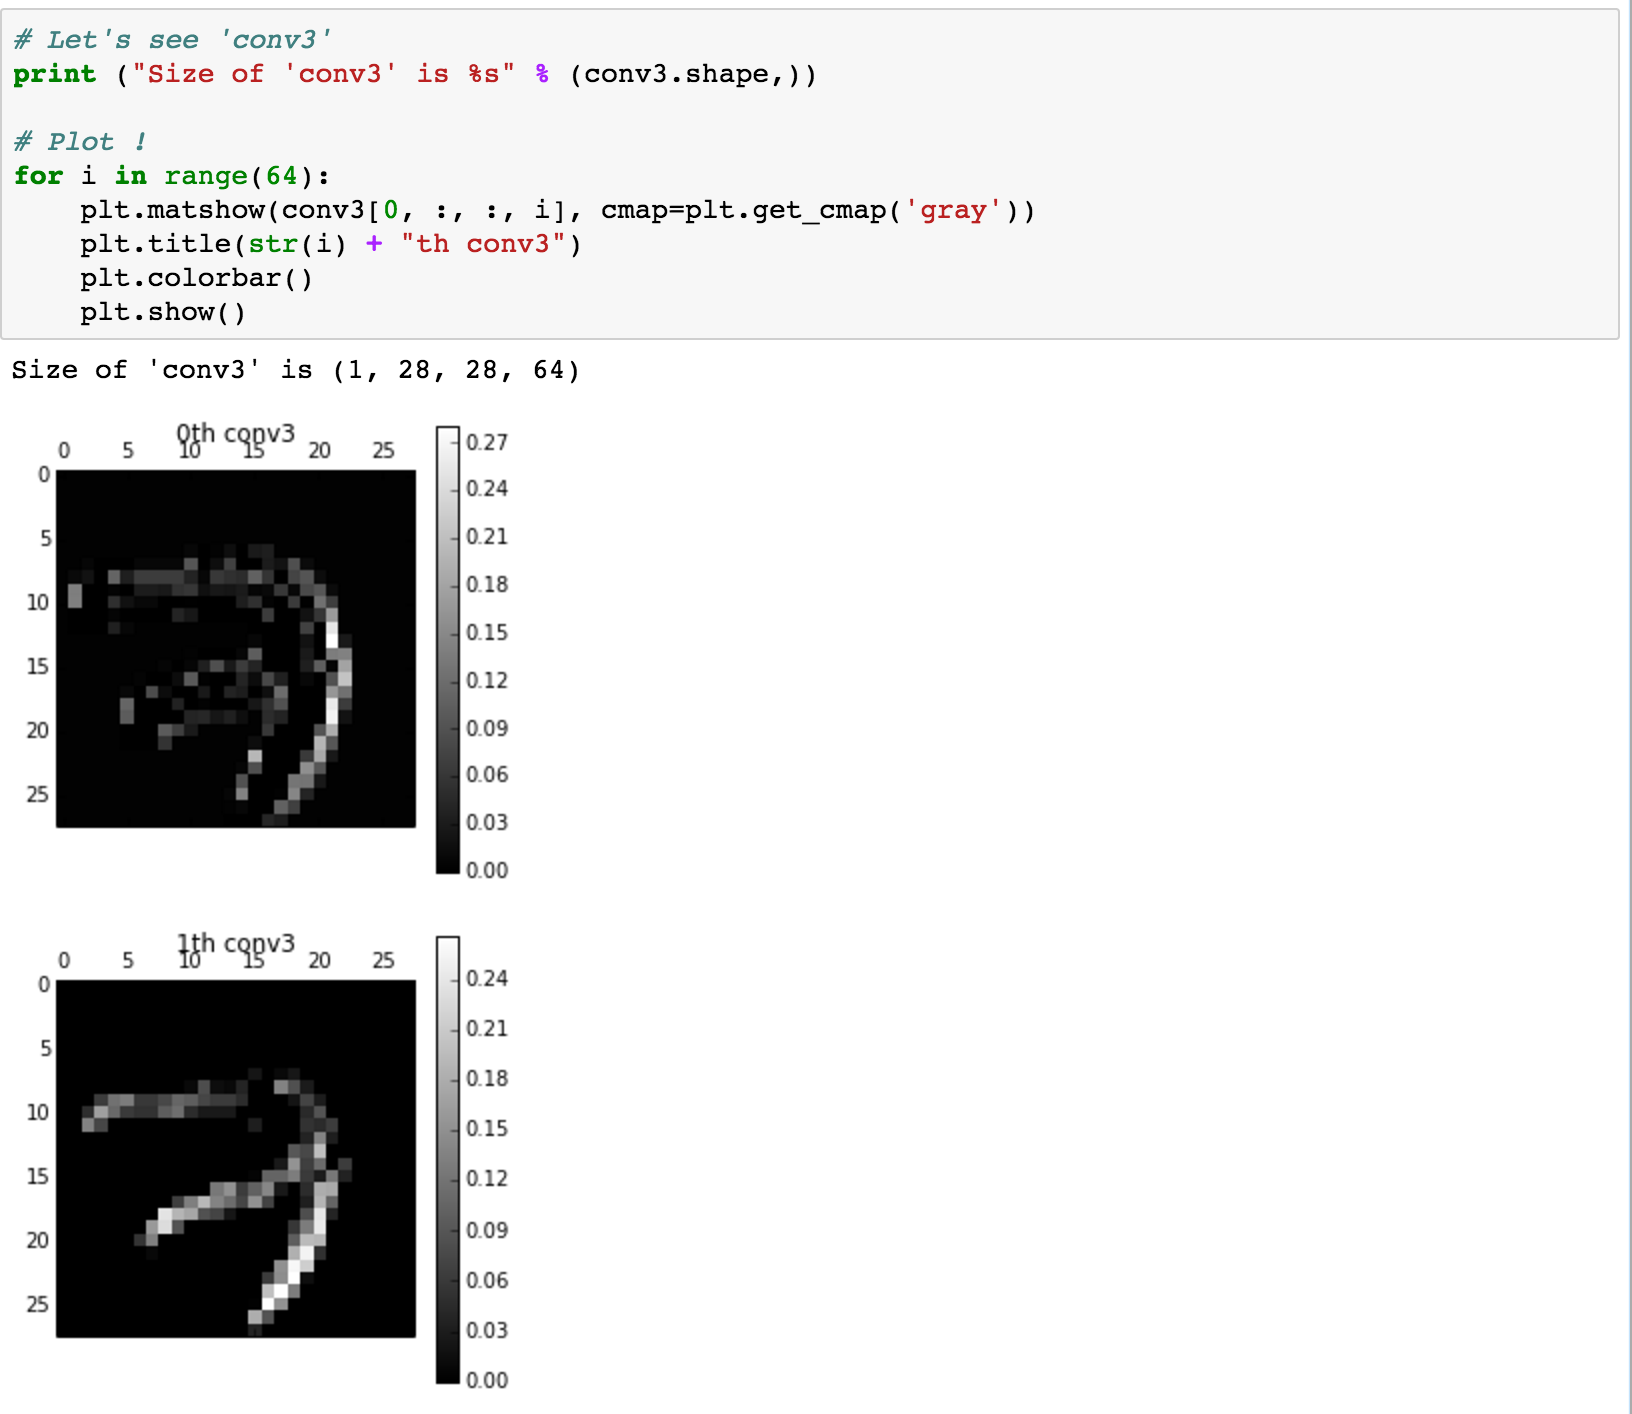 # Let's see 'conv3'
print ("Size of 'conv3' is %s" % (conv3.shape,))
# Plot !
for i in range(64):
    plt.matshow(conv3[0, :, :, i], cmap=plt.get_cmap('gray'))
    plt.title(str(i) + "th conv3")
    plt.colorbar()
    plt.show()
Size of 'conv3' is (1, 28, 28, 64)
0th conv3
0 5 10 15 20 25
0
5
10
15
20
25
0.27
0.24
0.21
0.18
0.15
0.12
0.09
0.06
0.03
0.00
1th conv3
0 5 10 15 20 25
0
5
10
15
20
25
0.24
0.21
0.18
0.15
0.12
0.09
0.06
0.03
0.00